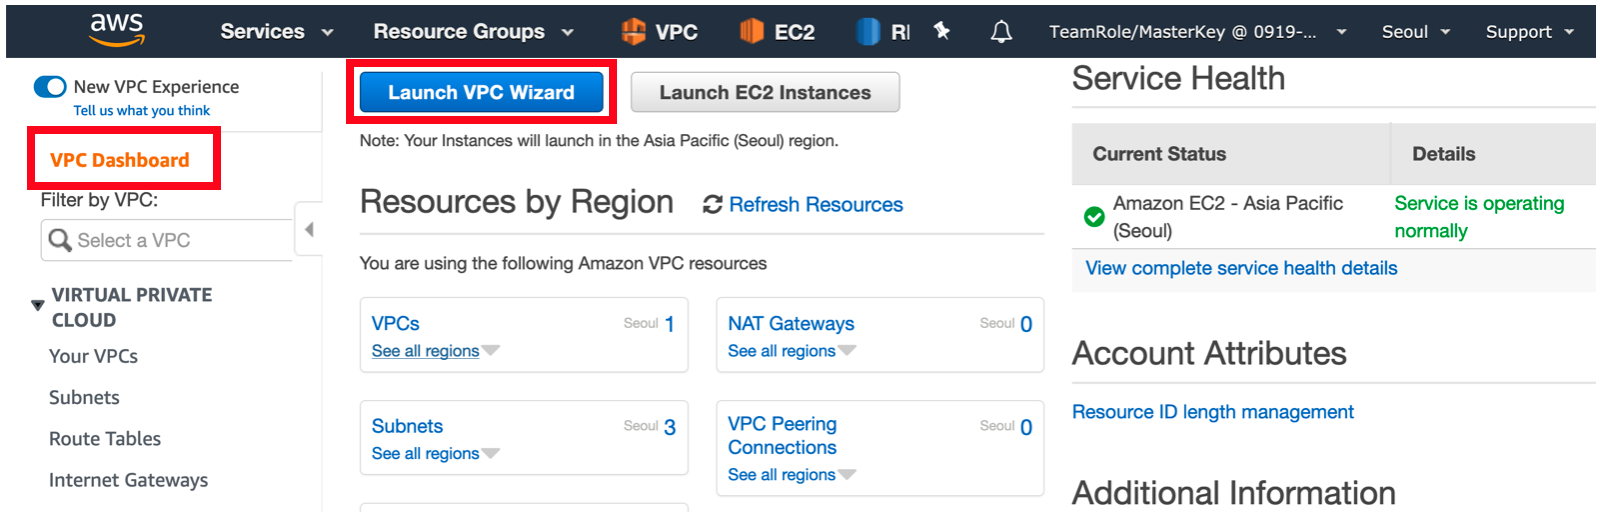 aws
Services
Resource Groups
VPC
EC2
TeamRole/MasterKey @ 0919-...
Seoul
Support
New VPC Experience
Tell us what you think
VPC Dashboard
Filter by VPC:
Select a VPC
VIRTUAL PRIVATE
CLOUD
Your VPCs
Subnets
Route Tables
Internet Gateways
Launch VPC Wizard
Launch EC2 Instances
Note: Your Instances will launch in the Asia Pacific (Seoul) region.
Resources by Region
Refresh Resources
You are using the following Amazon VPC resources
VPCs
Seoul 1
See all regions
NAT Gateways
Seoul 0
See all regions
Subnets
Seoul 3
See all regions
VPC Peering
Connections
Seoul 0
See all regions
Service Health
Current Status
Details
Amazon EC2 - Asia Pacific
(Seoul)
Service is operating
normally
View complete service health details
Account Attributes
Resource ID length management
Additional Information